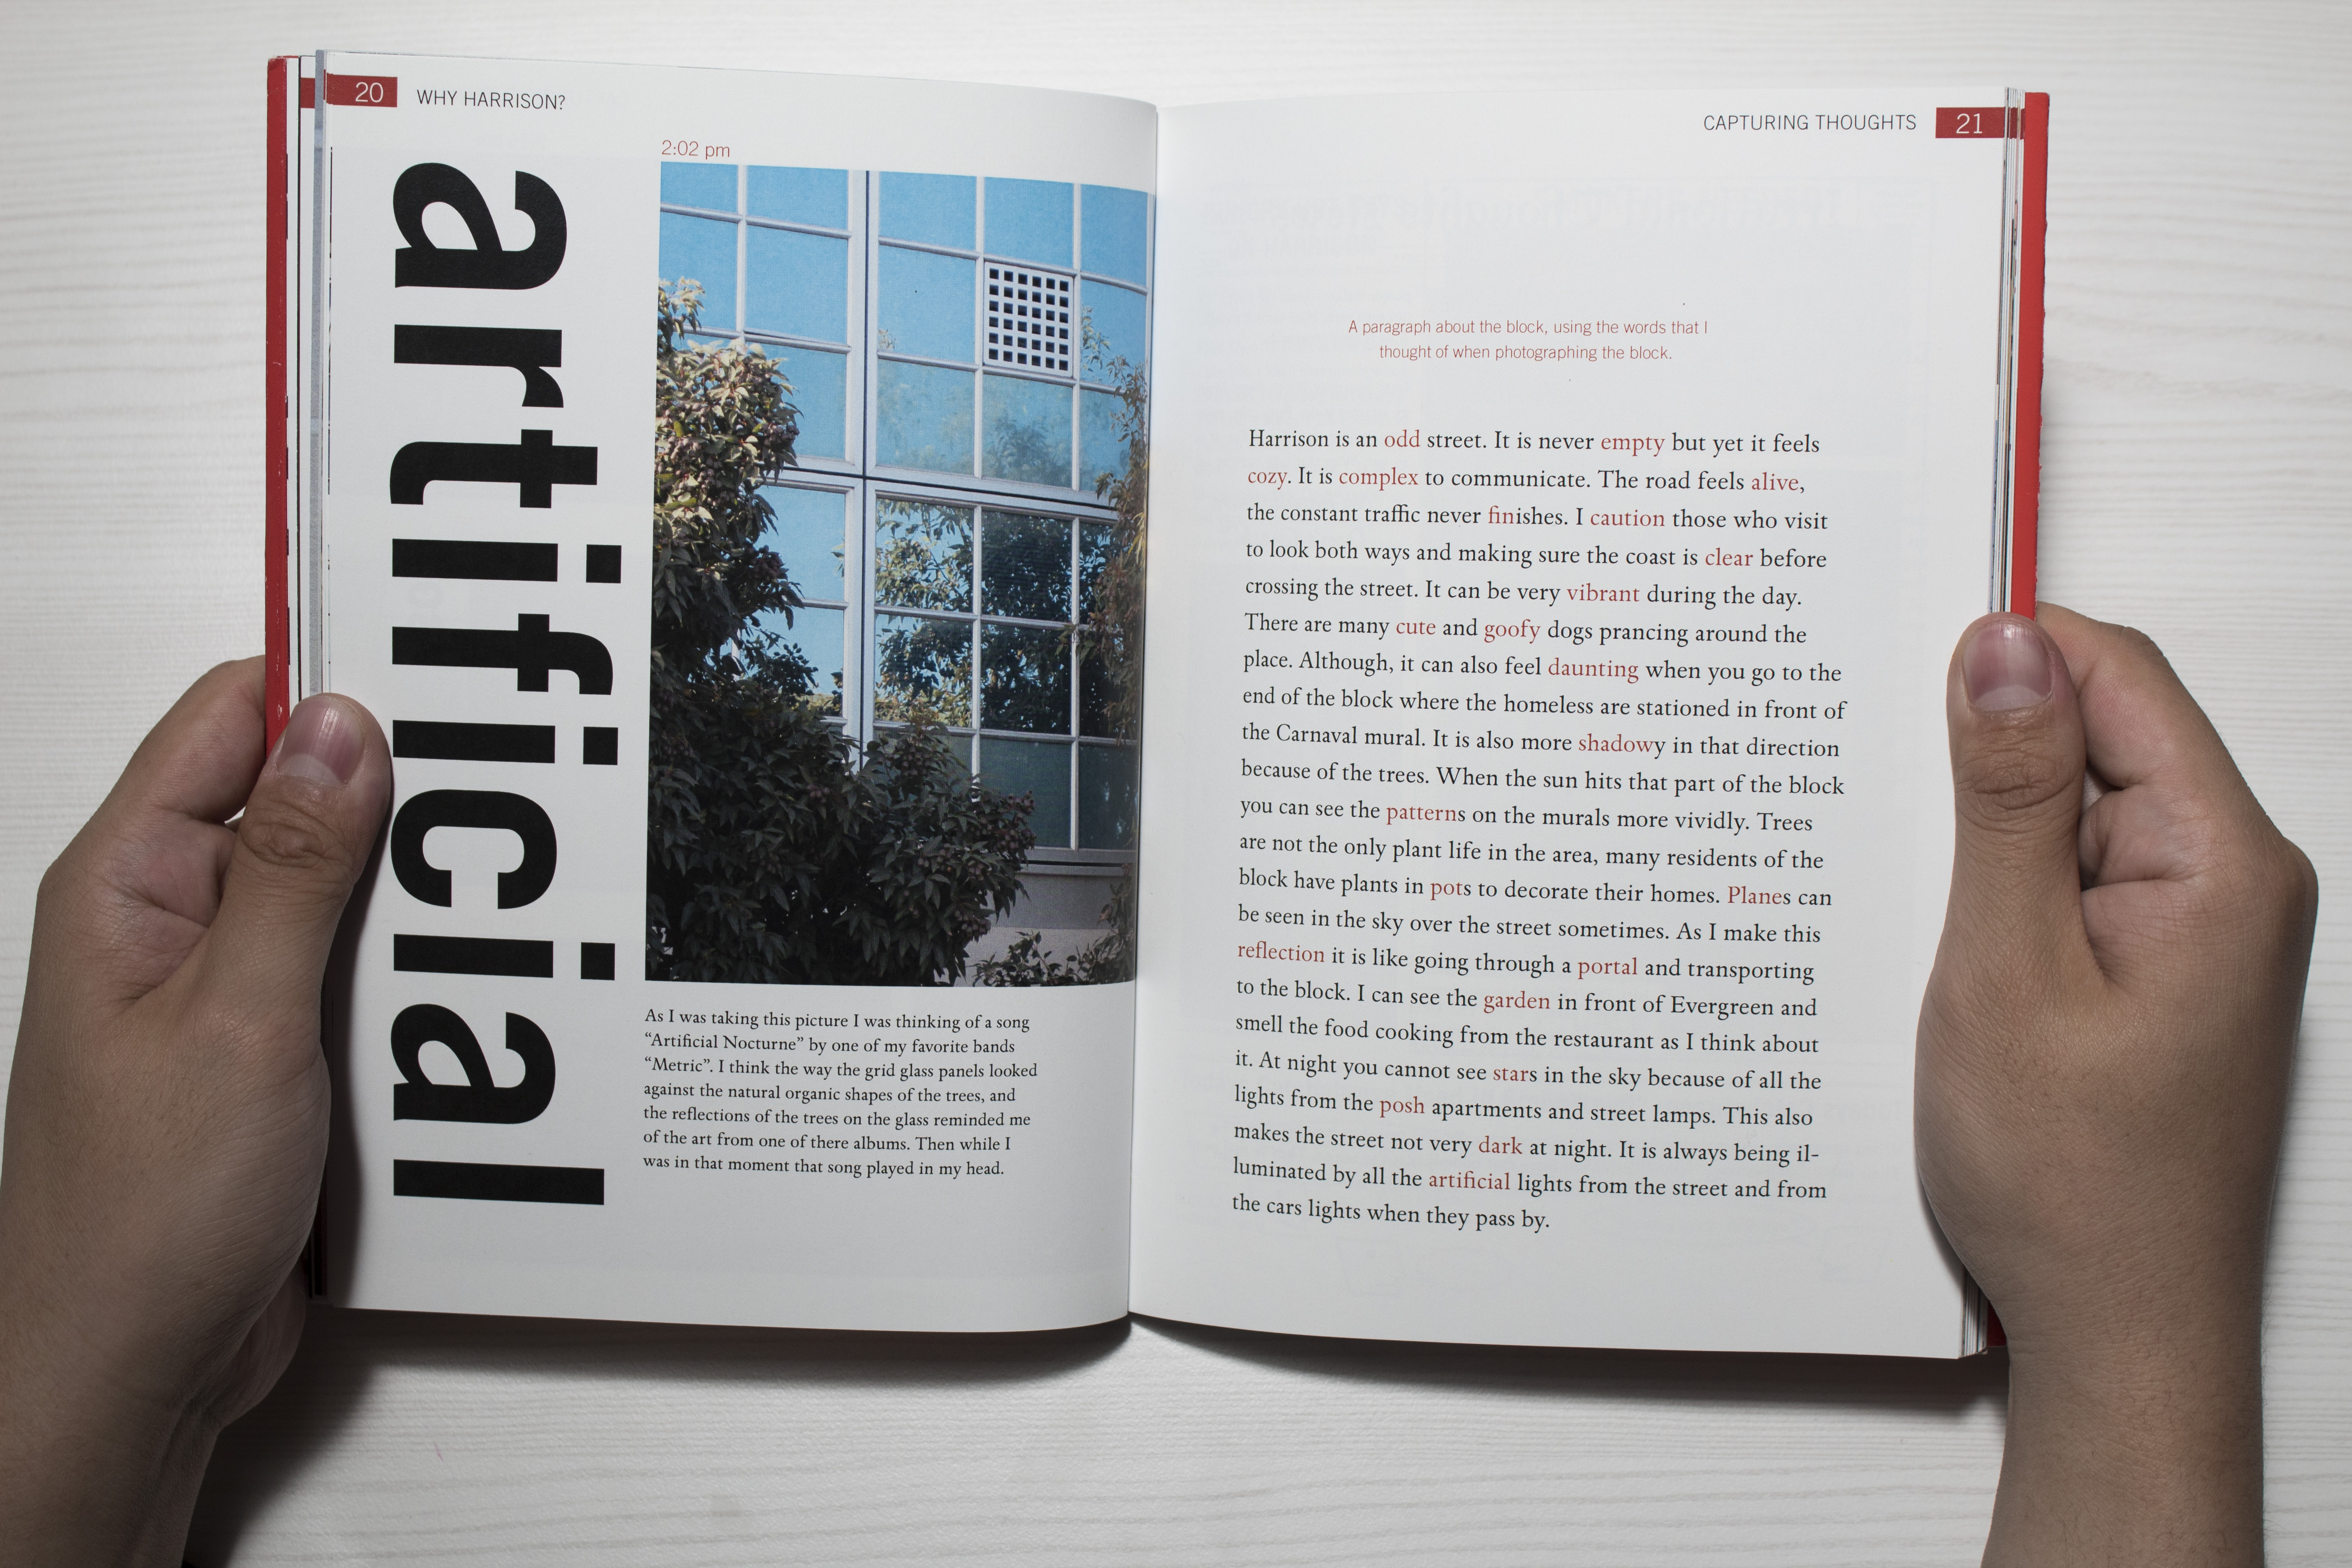 20 WHY HARRISON?
artificial
2:02 pm
As I was taking this picture I was thinking of a song
“Artificial Nocturne” by one of my favorite bands
“Metric”. I think the way the grid glass panels looked
against the natural organic shapes of the trees, and
the reflections of the trees on the glass reminded me
of the art from one of there albums. Then while I
was in that moment that song played in my head.
CAPTURING THOUGHTS 21
A paragraph about the block, using the words that I
thought of when photographing the block.
Harrison is an odd street. It is never empty but yet it feels
cozy. It is complex to communicate. The road feels alive,
the constant traffic never finishes. I caution those who visit
to look both ways and making sure the coast is clear before
crossing the street. It can be very vibrant during the day.
There are many cute and goofy dogs prancing around the
place. Although, it can also feel daunting when you go to the
end of the block where the homeless are stationed in front of
the Carnaval mural. It is also more shadowy in that direction
because of the trees. When the sun hits that part of the block
you can see the patterns on the murals more vividly. Trees
are not the only plant life in the area, many residents of the
block have plants in pots to decorate their homes. Planes can
be seen in the sky over the street sometimes. As I make this
reflection it is like going through a portal and transporting
to the block. I can see the garden in front of Evergreen and
smell the food cooking from the restaurant as I think about
it. At night you cannot see stars in the sky because of all the
lights from the posh apartments and street lamps. This also
makes the street not very dark at night. It is always being il-
luminated by all the artificial lights from the street and from
the cars lights when they pass by.